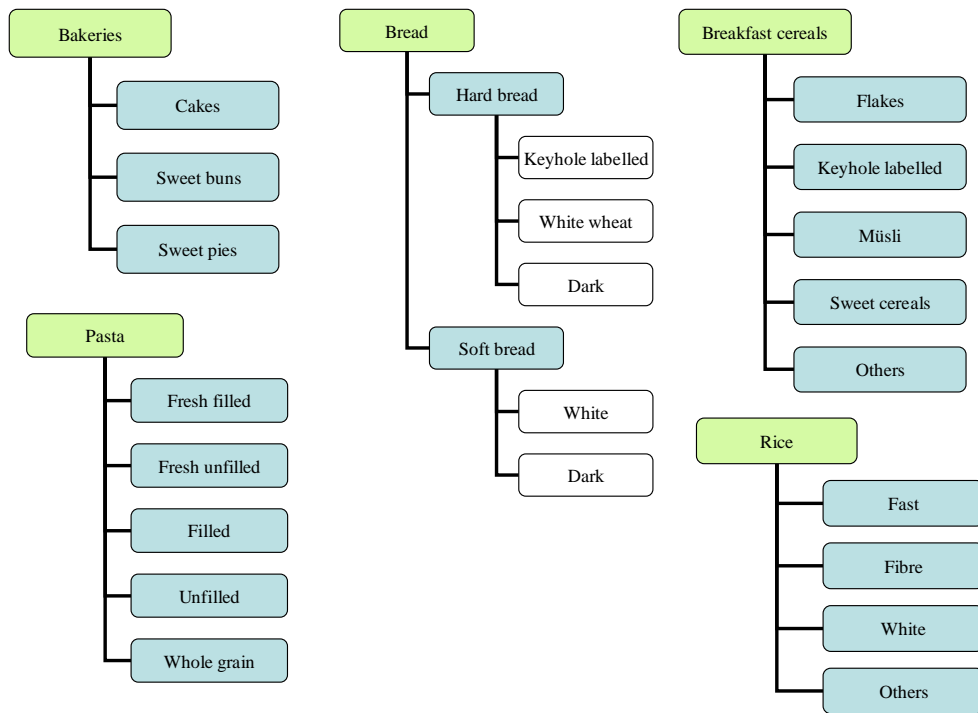 Bakeries
Cakes
Sweet buns
Sweet pies
Pasta
Fresh filled
Fresh unfilled
Filled
Unfilled
Whole grain
Bread
Hard bread
Keyhole labelled
White wheat
Dark
Soft bread
White
Dark
Breakfast cereals
Flakes
Keyhole labelled
Müsli
Sweet cereals
Others
Rice
Fast
Fibre
White
Others